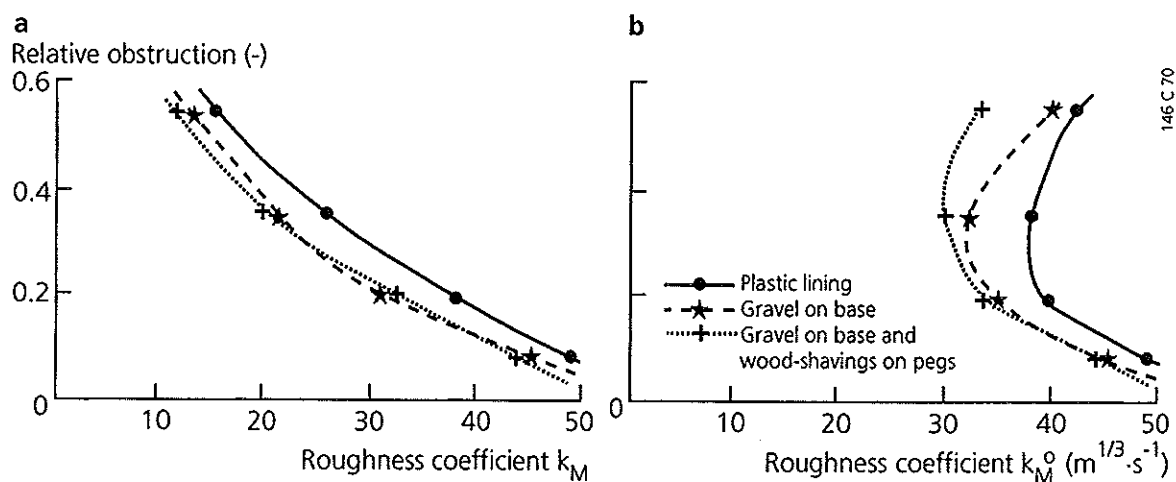 a
Relative obstruction (-)
0.6
0.4
0.2
0
10 20 30 40 50
Roughness coefficient kM
b
146 C 70
Plastic lining
Gravel on base
Gravel on base and
wood-shavings on pegs
0
10 20 30 40 50
Roughness coefficient kM° (m^1/3·s^-1)